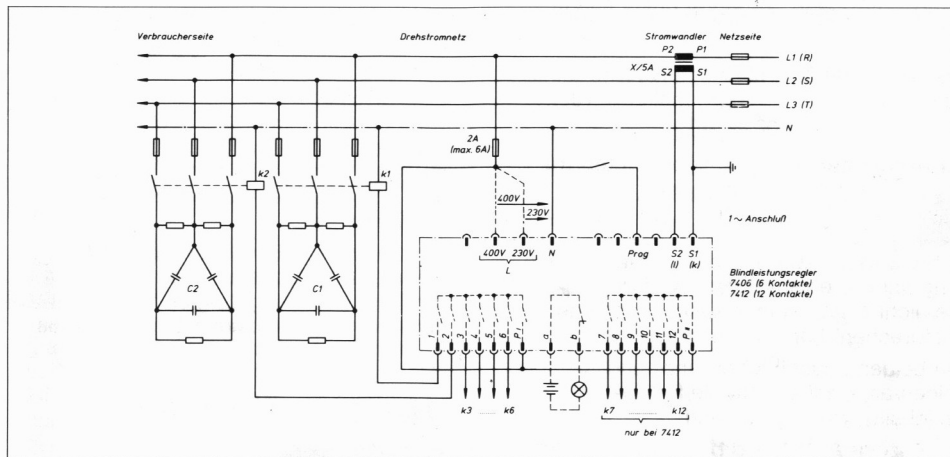 Verbraucherseite Drehstromnetz Stromwandler Netzseite
P2 P1
L1 (R)
X/5A
S2 S1
L2 (S)
L3 (T)
N
2A
(max. 6A)
k2 k1
400V
230V
1 ~ Anschluß
400V 230V N Prog S2 S1
(l) (k)
L
Blindleistungsregler
7406 (6 Kontakte)
7412 (12 Kontakte)
C2 C1
1 2 3 4 5 6 P a b 7 8 9 10 11 12 P
k3 k6 k7 k12
nur bei 7412